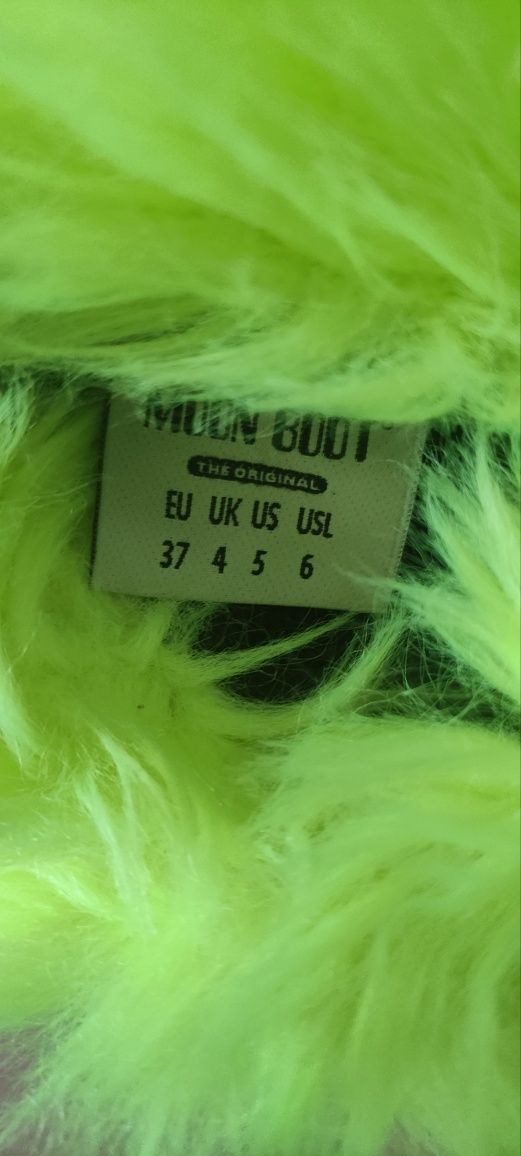 MOON BOOT®
THE ORIGINAL
EU UK US USL
37 4 5 6